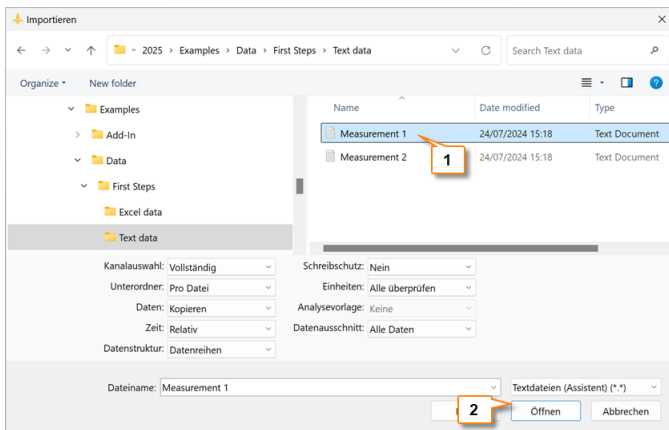 Importieren
« 2025 › Examples › Data › First Steps › Text data
Search Text data
Organize
New folder
Examples
Add-In
Data
First Steps
Excel data
Text data
Name Date modified Type
Measurement 1 24/07/2024 15:18 Text Document
Measurement 2 24/07/2024 15:18 Text Document
1
Kanalauswahl: Vollständig Schreibschutz: Nein
Unterordner: Pro Datei Einheiten: Alle überprüfen
Daten: Kopieren Analysevorlage: Keine
Zeit: Relativ Datenausschnitt: Alle Daten
Datenstruktur: Datenreihen
Dateiname: Measurement 1 Textdateien (Assistent) (*.*)
2
Öffnen Abbrechen